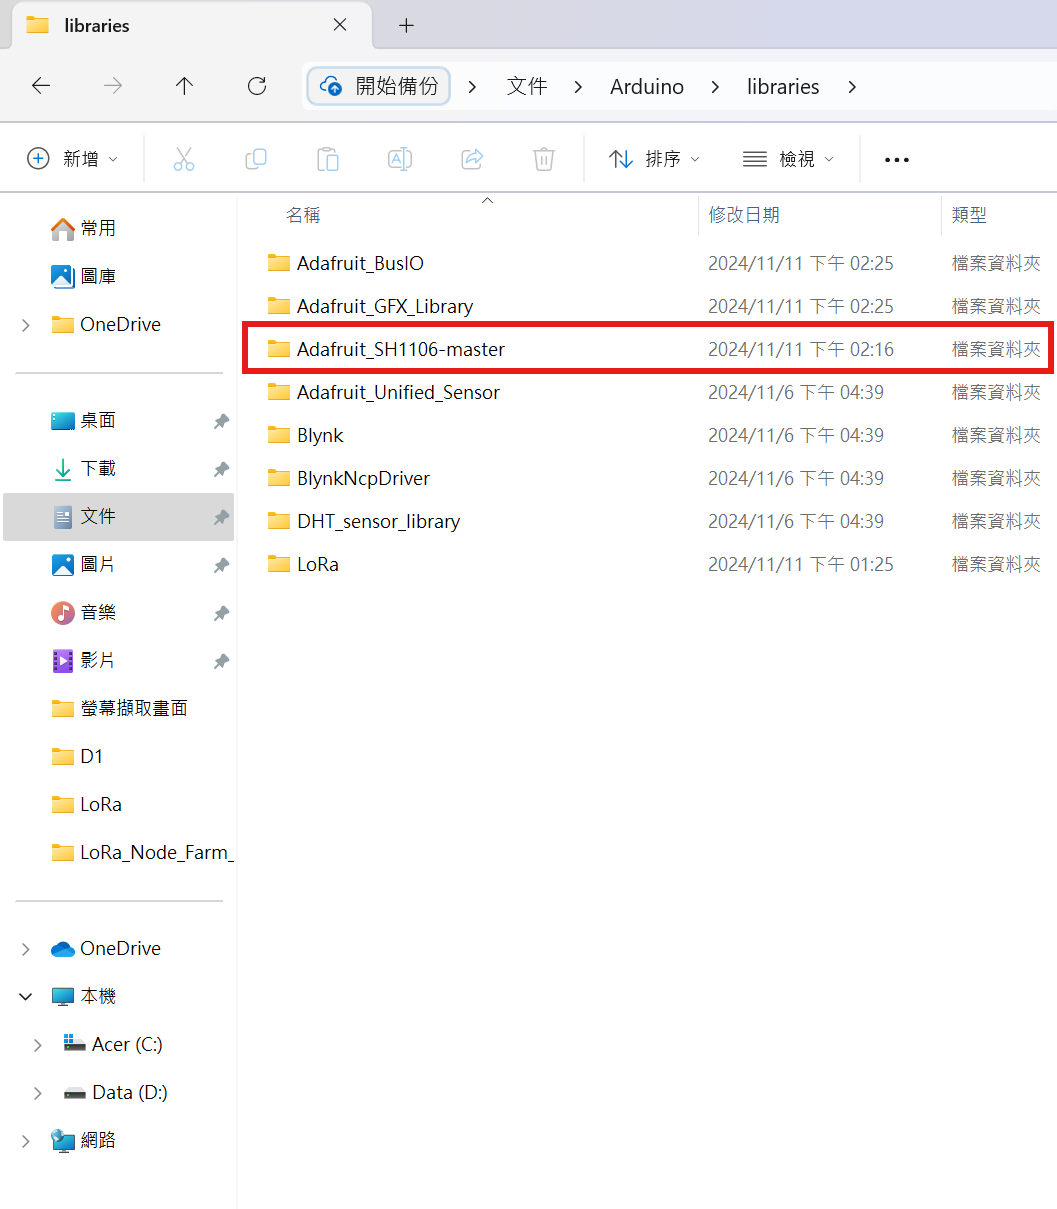 libraries
開始備份 > 文件 > Arduino > libraries >
新增 排序 檢視
名稱 修改日期 類型
Adafruit_BusIO 2024/11/11 下午 02:25 檔案資料夾
Adafruit_GFX_Library 2024/11/11 下午 02:25 檔案資料夾
Adafruit_SH1106-master 2024/11/11 下午 02:16 檔案資料夾
Adafruit_Unified_Sensor 2024/11/6 下午 04:39 檔案資料夾
Blynk 2024/11/6 下午 04:39 檔案資料夾
BlynkNcpDriver 2024/11/6 下午 04:39 檔案資料夾
DHT_sensor_library 2024/11/6 下午 04:39 檔案資料夾
LoRa 2024/11/11 下午 01:25 檔案資料夾
常用
圖庫
OneDrive
桌面
下載
文件
圖片
音樂
影片
螢幕擷取畫面
D1
LoRa
LoRa_Node_Farm_
OneDrive
本機
Acer (C:)
Data (D:)
網路